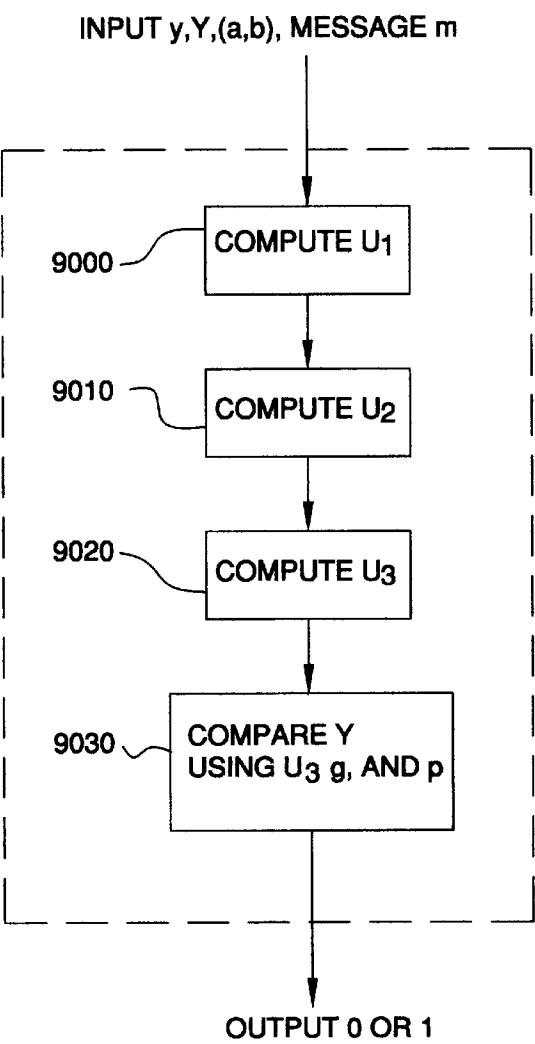 INPUT y,Y,(a,b), MESSAGE m
9000
COMPUTE U1
9010
COMPUTE U2
9020
COMPUTE U3
9030
COMPARE Y
USING U3 g, AND p
OUTPUT 0 OR 1